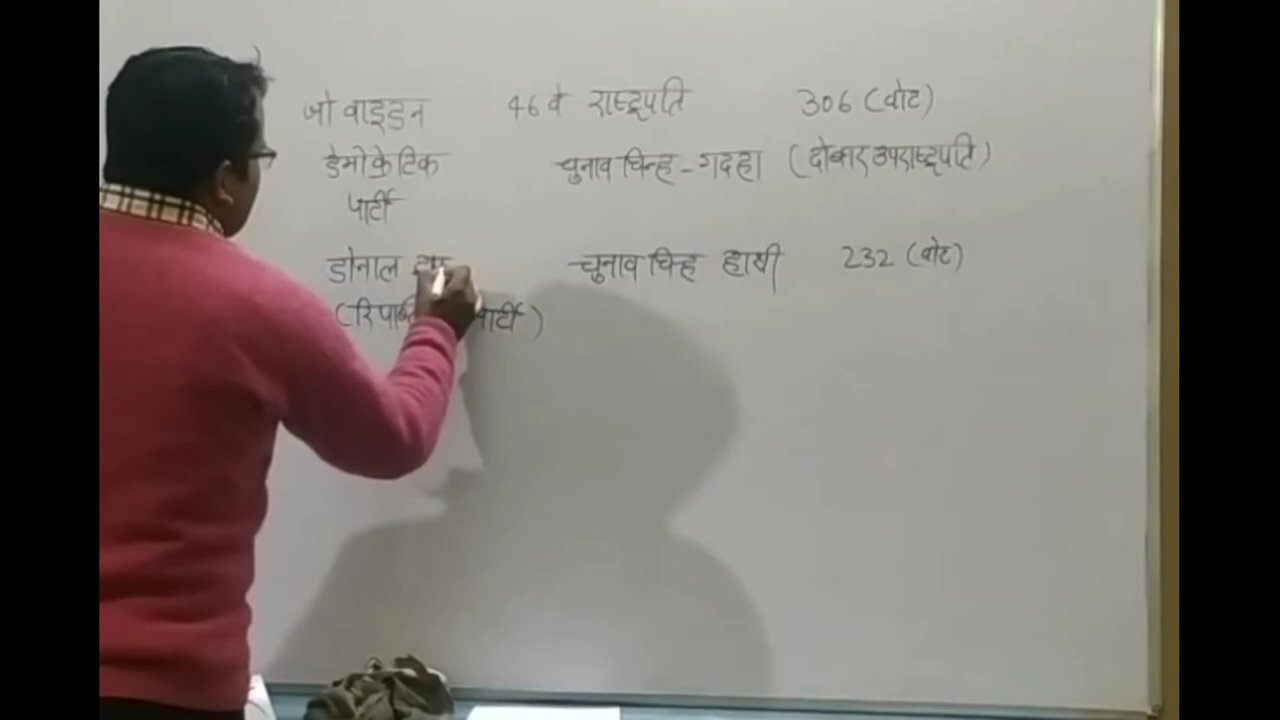 जो वाइडन 46 वे राष्ट्रपति 306 (वोट)
डेमोक्रेटिक चुनाव चिन्ह - गदहा (दोबार उपराष्ट्रपति)
पार्टी
डोनाल चुनाव चिन्ह हाथी 232 (वोट)
पार्टी)